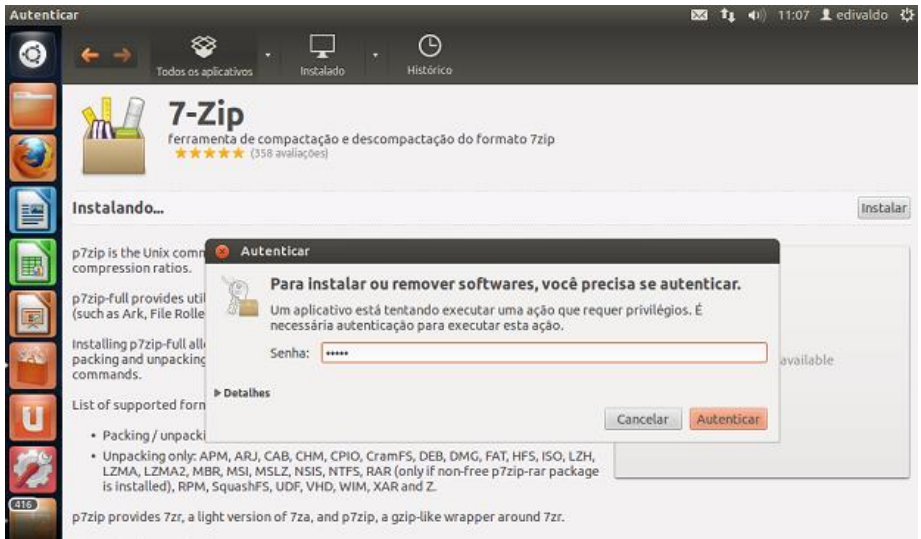 Autenticar
11:07 edivaldo
Todos os aplicativos
Instalado
Histórico
7-Zip
ferramenta de compactação e descompactação do formato 7zip
(358 avaliações)
Instalando...
Instalar
p7zip is the Unix comm
compression ratios.
p7zip-full provides util
(such as Ark, File Rolle
Installing p7zip-full all
packing and unpacking
commands.
List of supported form
• Packing / unpacki
• Unpacking only: APM, ARJ, CAB, CHM, CPIO, CramFS, DEB, DMG, FAT, HFS, ISO, LZH,
LZMA, LZMA2, MBR, MSI, MSLZ, NSIS, NTFS, RAR (only if non-free p7zip-rar package
is installed), RPM, SquashFS, UDF, VHD, WIM, XAR and Z.
p7zip provides 7zr, a light version of 7za, and p7zip, a gzip-like wrapper around 7zr.
Autenticar
Para instalar ou remover softwares, você precisa se autenticar.
Um aplicativo está tentando executar uma ação que requer privilégios. É
necessária autenticação para executar esta ação.
Senha: •••••
Detalhes
Cancelar
Autenticar
available
416